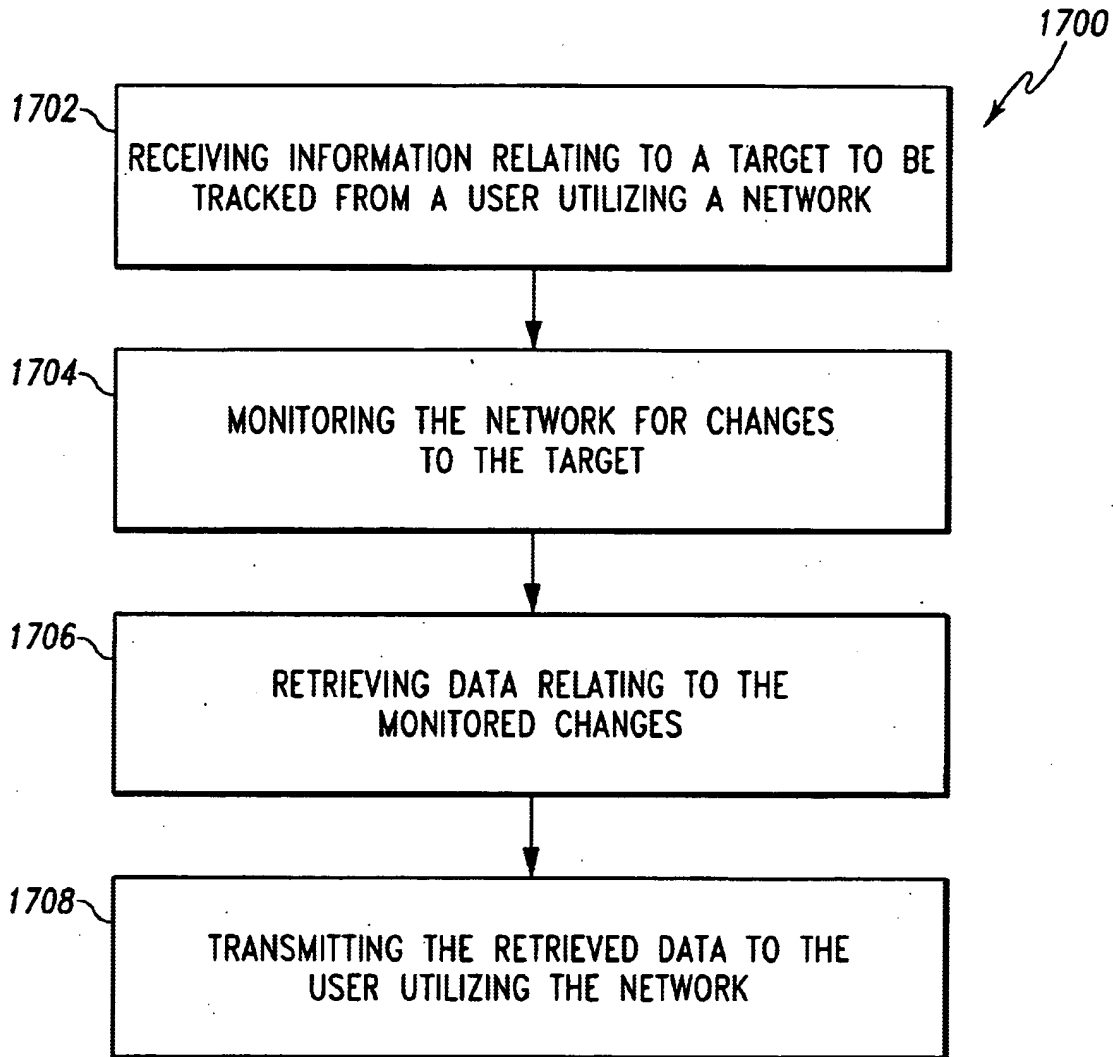 1700
1702
RECEIVING INFORMATION RELATING TO A TARGET TO BE
TRACKED FROM A USER UTILIZING A NETWORK
1704
MONITORING THE NETWORK FOR CHANGES
TO THE TARGET
1706
RETRIEVING DATA RELATING TO THE
MONITORED CHANGES
1708
TRANSMITTING THE RETRIEVED DATA TO THE
USER UTILIZING THE NETWORK